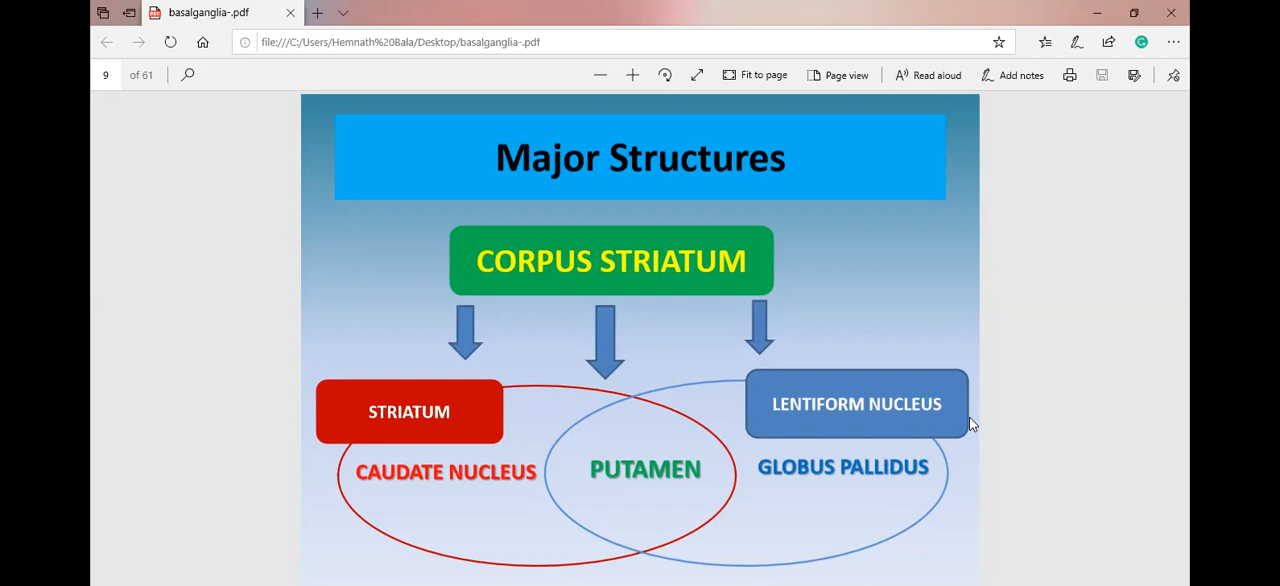 basalganglia-.pdf
file:///C:/Users/Hemnath%20Bala/Desktop/basalganglia-.pdf
9 of 61
Fit to page
Page view
Read aloud
Add notes
Major Structures
CORPUS STRIATUM
STRIATUM
LENTIFORM NUCLEUS
CAUDATE NUCLEUS
PUTAMEN
GLOBUS PALLIDUS